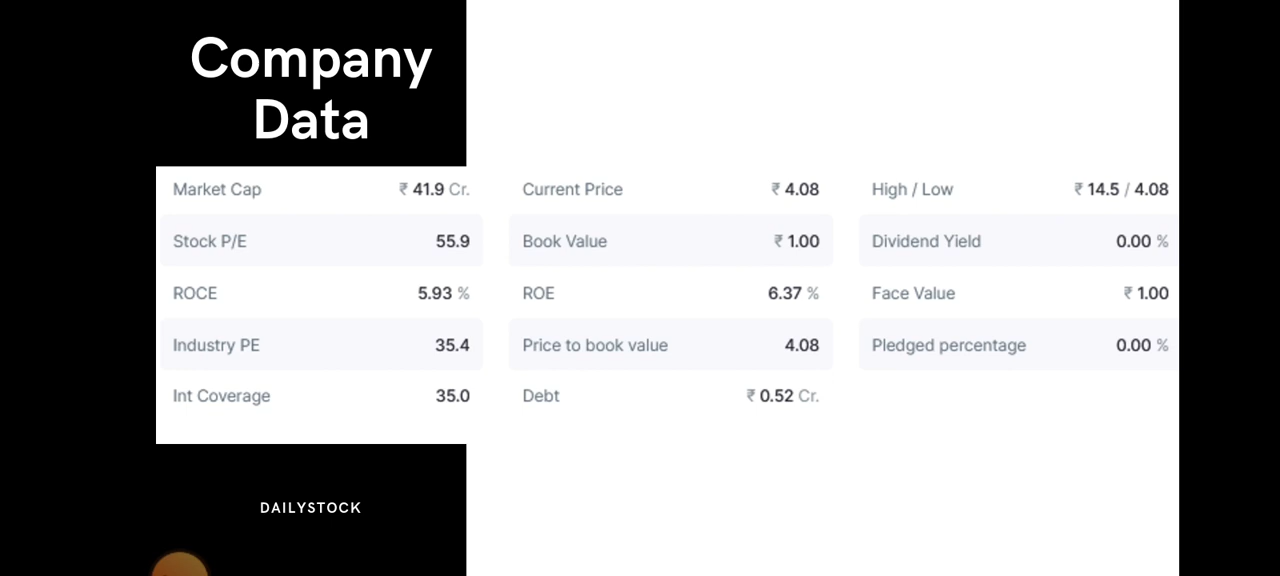 Company
Data
Market Cap ₹ 41.9 Cr. Current Price ₹ 4.08 High / Low ₹ 14.5 / 4.08
Stock P/E 55.9 Book Value ₹ 1.00 Dividend Yield 0.00 %
ROCE 5.93 % ROE 6.37 % Face Value ₹ 1.00
Industry PE 35.4 Price to book value 4.08 Pledged percentage 0.00 %
Int Coverage 35.0 Debt ₹ 0.52 Cr.
DAILYSTOCK